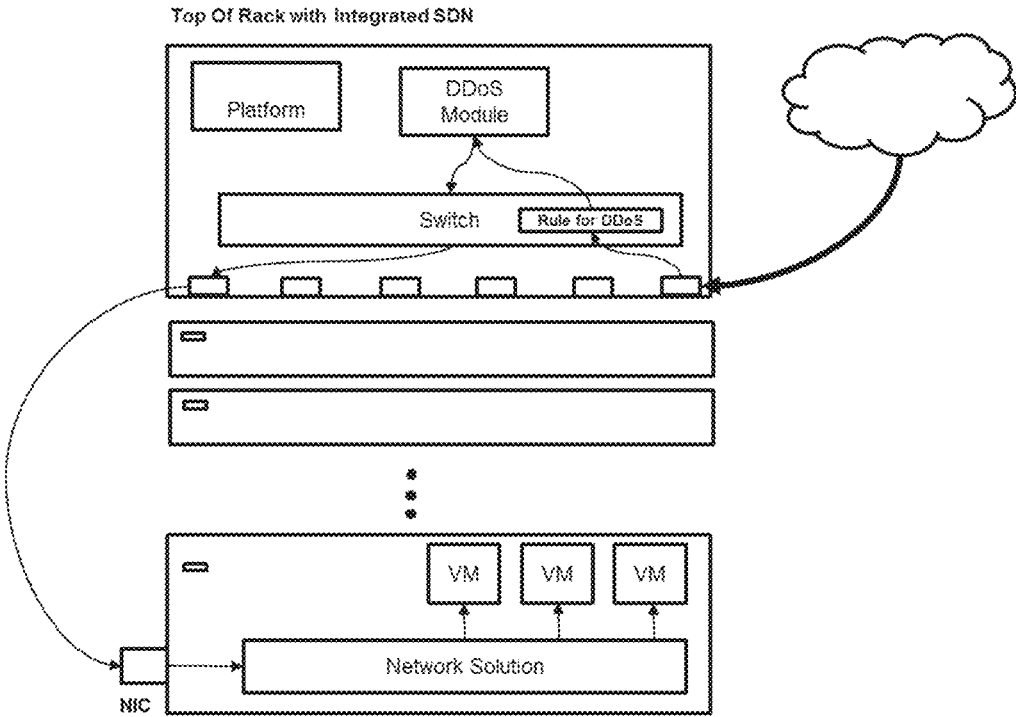 Top Of Rack with Integrated SDN
Platform
DDoS
Module
Switch
Rule for DDoS
VM
VM
VM
Network Solution
NIC